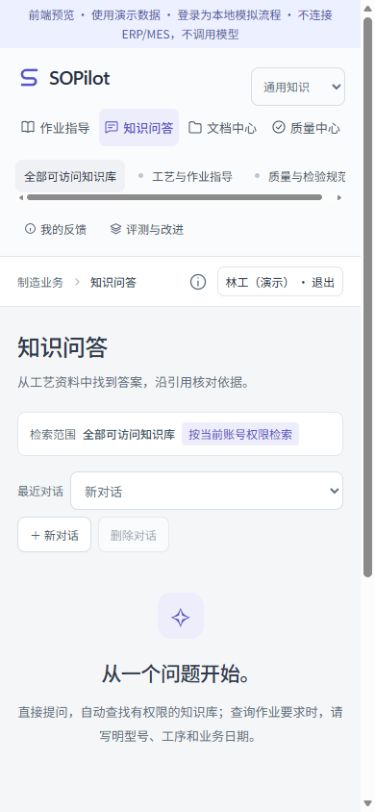 前端预览 • 使用演示数据 • 登录为本地模拟流程 • 不连接
ERP/MES，不调用模型
SOPilot
通用知识
作业指导
知识问答
文档中心
质量中心
全部可访问知识库
工艺与作业指导
质量与检验规范
我的反馈
评测与改进
制造业务 > 知识问答
林工（演示） • 退出
知识问答
从工艺资料中找到答案，沿引用核对依据。
检索范围 全部可访问知识库 按当前账号权限检索
最近对话 新对话
+ 新对话
删除对话
从一个问题开始。
直接提问，自动查找有权限的知识库；查询作业要求时，请
写明型号、工序和业务日期。